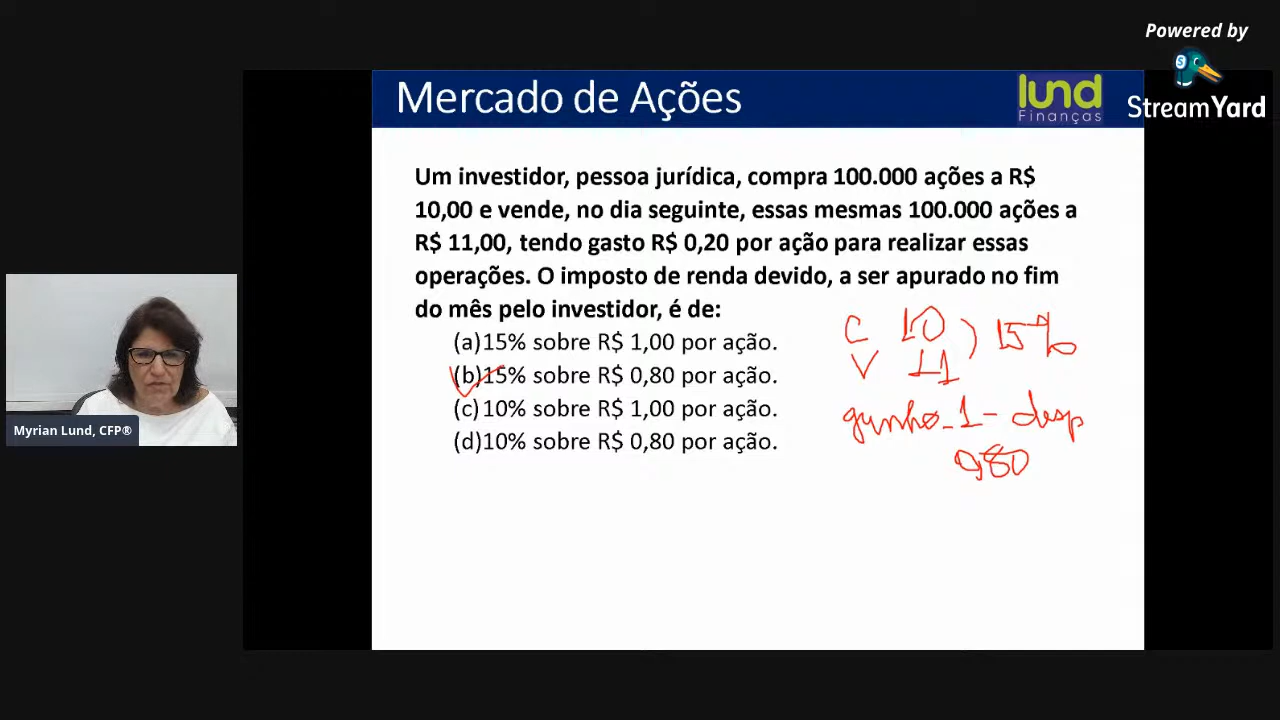 Powered by
StreamYard
Mercado de Ações
lund
Finanças
Um investidor, pessoa jurídica, compra 100.000 ações a R$
10,00 e vende, no dia seguinte, essas mesmas 100.000 ações a
R$ 11,00, tendo gasto R$ 0,20 por ação para realizar essas
operações. O imposto de renda devido, a ser apurado no fim
do mês pelo investidor, é de:
(a)15% sobre R$ 1,00 por ação.
(b)15% sobre R$ 0,80 por ação.
(c) 10% sobre R$ 1,00 por ação.
(d)10% sobre R$ 0,80 por ação.
C 10 ) 15%
V 11
ganho - 1 - desp
0,80
Myrian Lund, CFP®